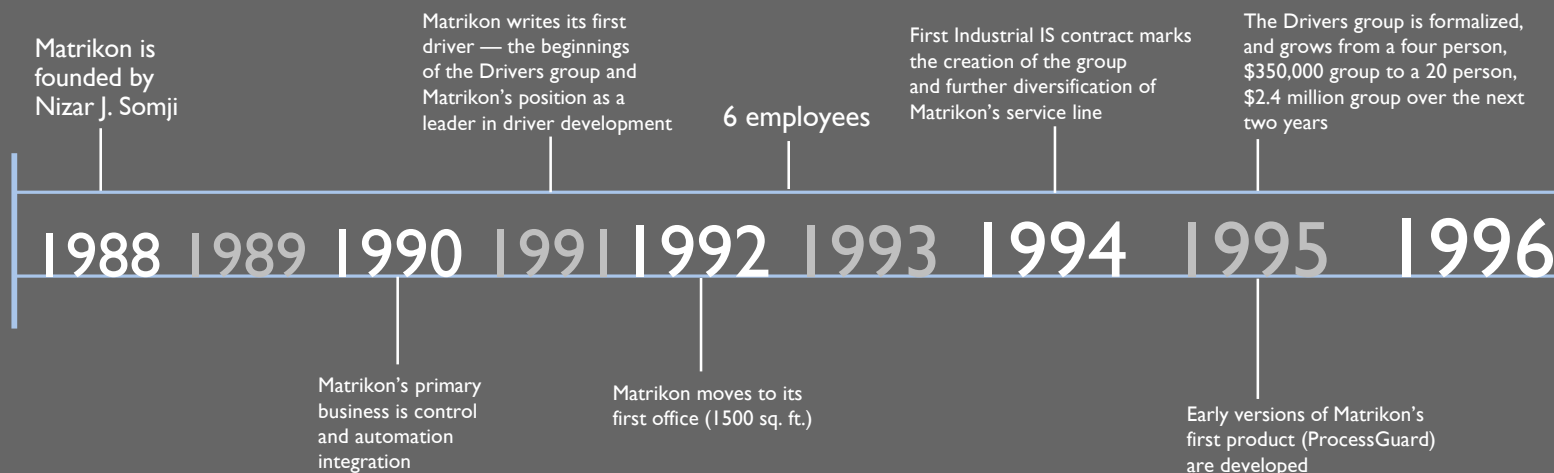 Matrikon is
founded by
Nizar J. Somji
Matrikon writes its first
driver — the beginnings
of the Drivers group and
Matrikon’s position as a
leader in driver development
6 employees
First Industrial IS contract marks
the creation of the group
and further diversification of
Matrikon’s service line
The Drivers group is formalized,
and grows from a four person,
$350,000 group to a 20 person,
$2.4 million group over the next
two years
1988 1989 1990 1991 1992 1993 1994 1995 1996
Matrikon’s primary
business is control
and automation
integration
Matrikon moves to its
first office (1500 sq. ft.)
Early versions of Matrikon’s
first product (ProcessGuard)
are developed